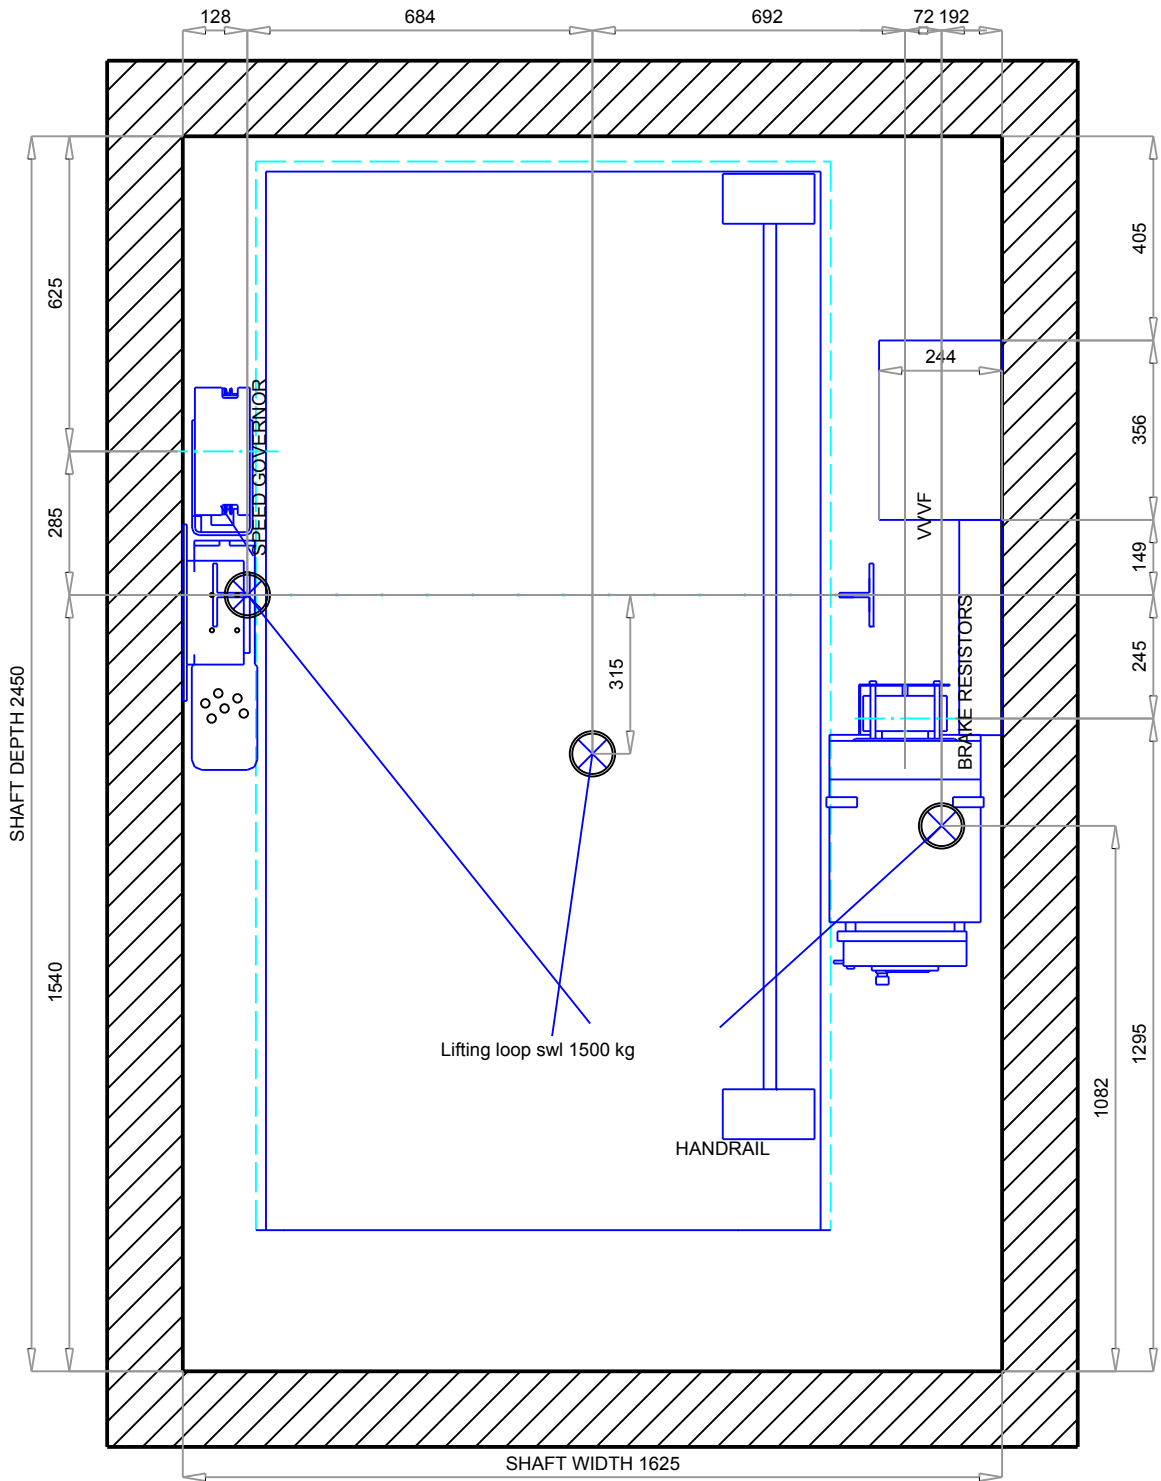 128
684
692
72
192
405
625
244
356
SPEED GOVERNOR
VVVF
285
149
BRAKE RESISTORS
315
245
SHAFT DEPTH 2450
1540
Lifting loop swl 1500 kg
1295
1082
HANDRAIL
SHAFT WIDTH 1625